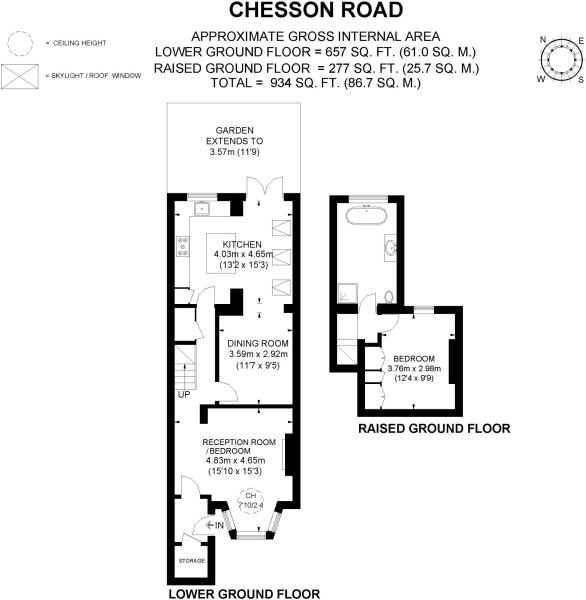 CHESSON ROAD
APPROXIMATE GROSS INTERNAL AREA
LOWER GROUND FLOOR = 657 SQ. FT. (61.0 SQ. M.)
RAISED GROUND FLOOR = 277 SQ. FT. (25.7 SQ. M.)
TOTAL = 934 SQ. FT. (86.7 SQ. M.)
= CEILING HEIGHT
= SKYLIGHT / ROOF WINDOW
N
E
W
S
GARDEN
EXTENDS TO
3.57m (11'9)
KITCHEN
4.03m x 4.65m
(13'2 x 15'3)
DINING ROOM
3.59m x 2.92m
(11'7 x 9'5)
UP
RECEPTION ROOM
/BEDROOM
4.83m x 4.65m
(15'10 x 15'3)
CH
7'10/2.4
IN
STORAGE
LOWER GROUND FLOOR
BEDROOM
3.76m x 2.98m
(12'4 x 9'9)
RAISED GROUND FLOOR